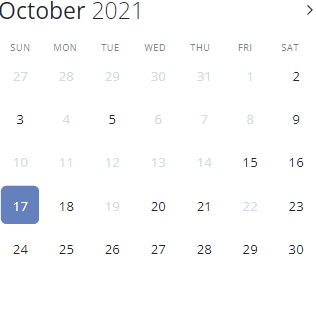 October 2021
SUN MON TUE WED THU FRI SAT
27 28 29 30 31 1 2
3 4 5 6 7 8 9
10 11 12 13 14 15 16
17 18 19 20 21 22 23
24 25 26 27 28 29 30